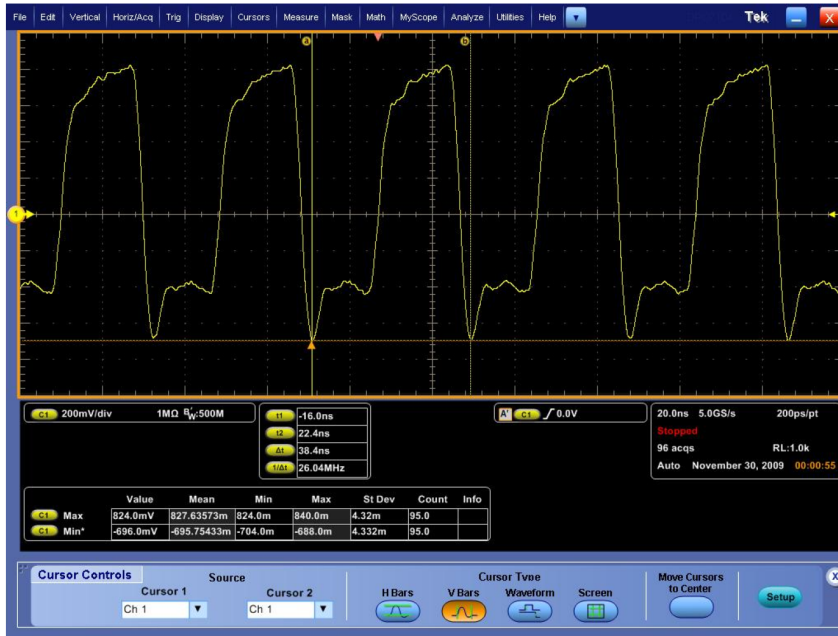 File Edit Vertical Horiz/Acq Trig Display Cursors Measure Mask Math MyScope Analyze Utilities Help Tek X
a b
1
C1 200mV/div 1MΩ BW:500M
t1 -16.0ns
t2 22.4ns
Δt 38.4ns
1/Δt 26.04MHz
A' C1 0.0V
20.0ns 5.0GS/s 200ps/pt
Stopped
96 acqs RL:1.0k
Auto November 30, 2009 00:00:55
Value Mean Min Max St Dev Count Info
C1 Max 824.0mV 827.63573m 824.0m 840.0m 4.32m 95.0
C1 Min* -696.0mV -695.75433m -704.0m -688.0m 4.332m 95.0
Cursor Controls X
Source
Cursor 1 Cursor 2
Ch 1 Ch 1
Cursor Type
H Bars V Bars Waveform Screen
Move Cursors
to Center
Setup